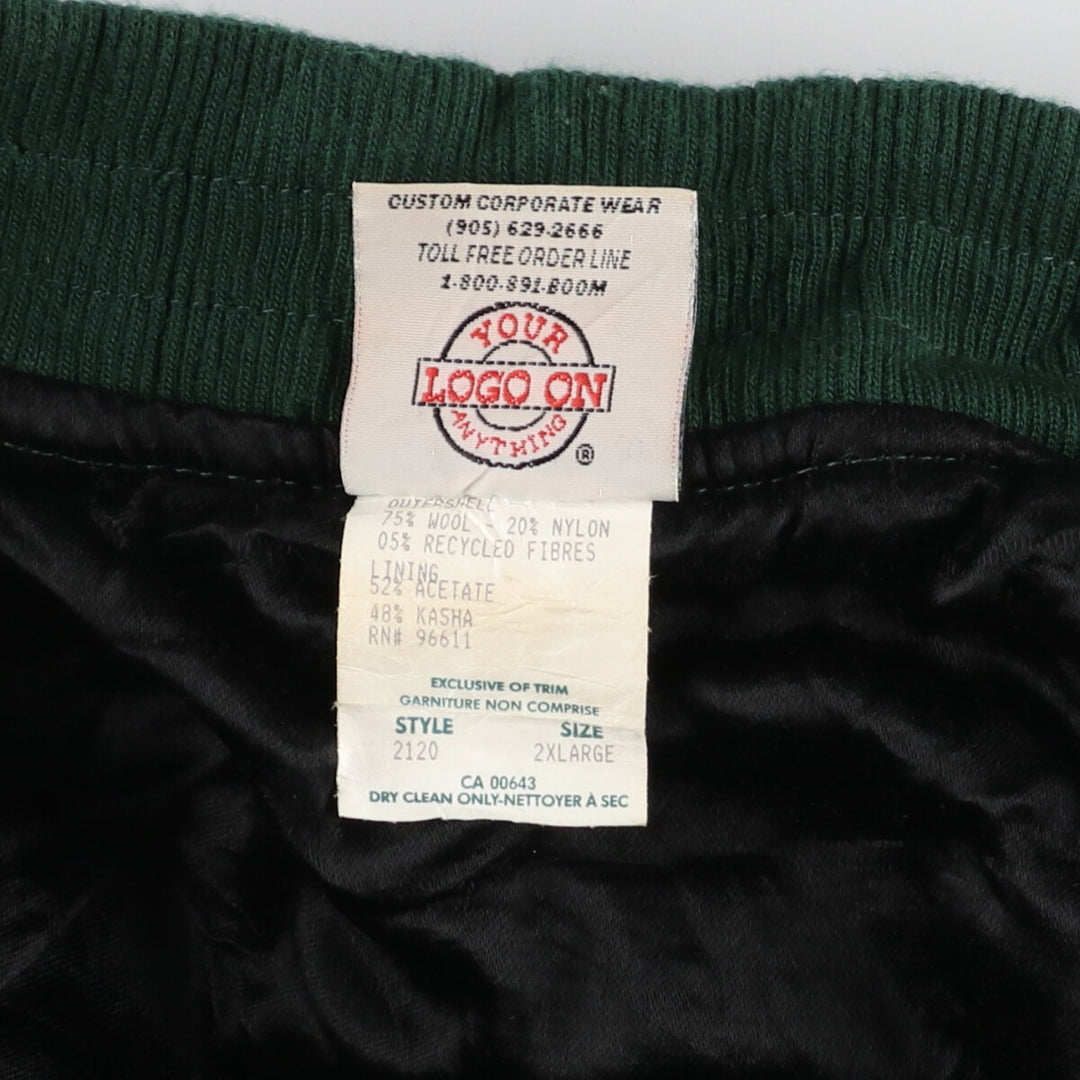 CUSTOM CORPORATE WEAR
(905) 629-2666
TOLL FREE ORDER LINE
1-800-891-BOOM
YOUR
LOGO ON
ANYTHING
®
OUTERSHELL
75% WOOL 20% NYLON
05% RECYCLED FIBRES
LINING
52% ACETATE
48% KASHA
RN# 96611
EXCLUSIVE OF TRIM
GARNITURE NON COMPRISE
STYLE SIZE
2120 2XLARGE
CA 00643
DRY CLEAN ONLY-NETTOYER À SEC